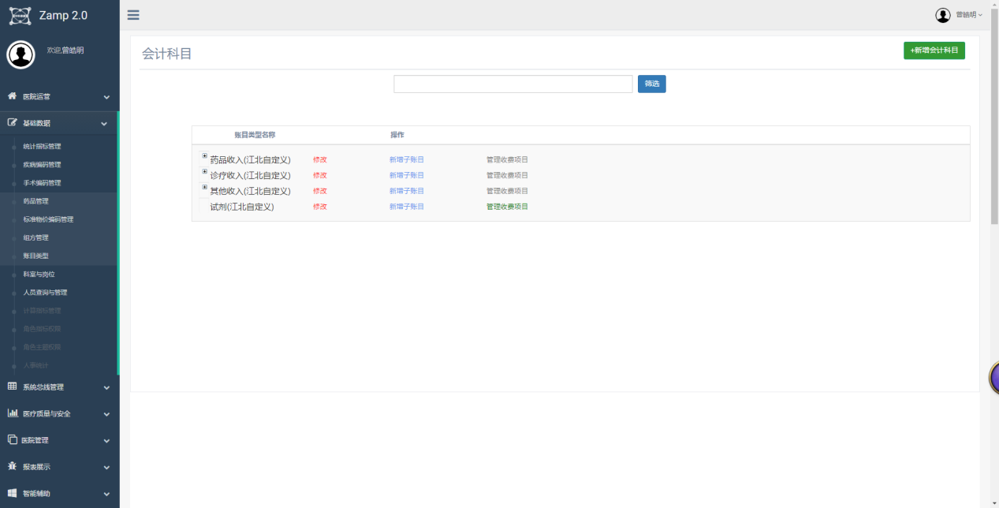 Zamp 2.0
曾皓明
欢迎,曾皓明
会计科目
+新增会计科目
筛选
医院运营
基础数据
统计指标管理
疾病编码管理
手术编码管理
药品管理
标准物价编码管理
组方管理
账目类型
科室与岗位
人员查询与管理
计算指标管理
角色指标权限
角色主题权限
人事统计
系统总线管理
医疗质量与安全
医院管理
报表展示
智能辅助
账目类型名称 操作
药品收入(江北自定义) 修改 新增子账目 管理收费项目
诊疗收入(江北自定义) 修改 新增子账目 管理收费项目
其他收入(江北自定义) 修改 新增子账目 管理收费项目
试剂(江北自定义) 修改 新增子账目 管理收费项目